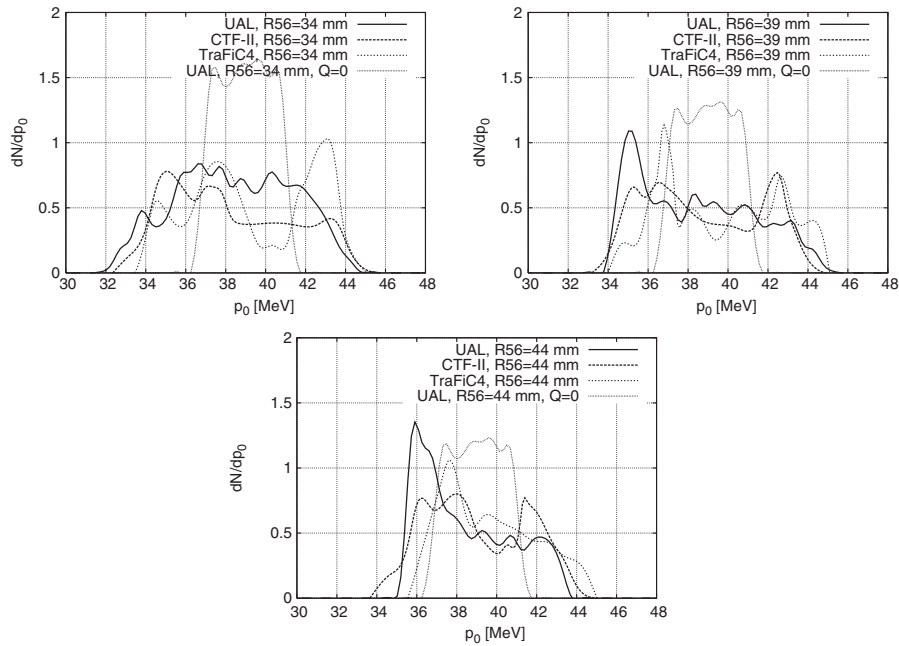 UAL, R56=34 mm
CTF-II, R56=34 mm
TraFiC4, R56=34 mm
UAL, R56=34 mm, Q=0
2
1.5
1
0.5
0
dN/dp0
30 32 34 36 38 40 42 44 46 48
p0 [MeV]
UAL, R56=39 mm
CTF-II, R56=39 mm
TraFiC4, R56=39 mm
UAL, R56=39 mm, Q=0
2
1.5
1
0.5
0
dN/dp0
30 32 34 36 38 40 42 44 46 48
p0 [MeV]
UAL, R56=44 mm
CTF-II, R56=44 mm
TraFiC4, R56=44 mm
UAL, R56=44 mm, Q=0
2
1.5
1
0.5
0
dN/dp0
30 32 34 36 38 40 42 44 46 48
p0 [MeV]